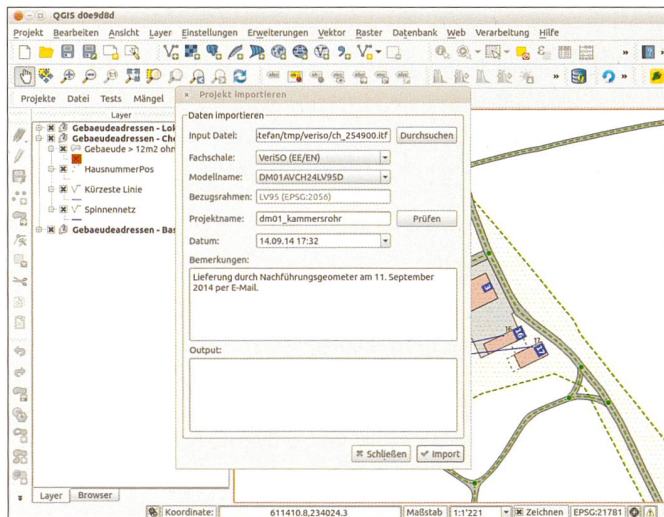 QGIS d0e9d8d
Projekt Bearbeiten Ansicht Layer Einstellungen Erweiterungen Vektor Raster Datenbank Web Verarbeitung Hilfe
Projekte Datei Tests Mängel
Layer
Gebaeudeadressen - Lok
Gebaeudeadressen - Che
Gebaeude > 12m2 ohn
HausnummerPos
Kürzeste Linie
Spinnennetz
Gebaeudeadressen - Bas
Projekt importieren
Daten importieren
Input Datei: .tefan/tmp/veriso/ch_254900.itf Durchsuchen
Fachschale: VeriSO (EE/EN)
Modellname: DM01AVCH24LV95D
Bezugsrahmen: LV95 (EPSG:2056)
Projektname: dm01_kammersrohr Prüfen
Datum: 14.09.14 17:32
Bemerkungen:
Lieferung durch Nachführungsgeometer am 11. September
2014 per E-Mail.
Output:
Schließen Import
Layer Browser
Koordinate: 611410.8,234024.3 Maßstab 1:1'221 Zeichnen EPSG:21781